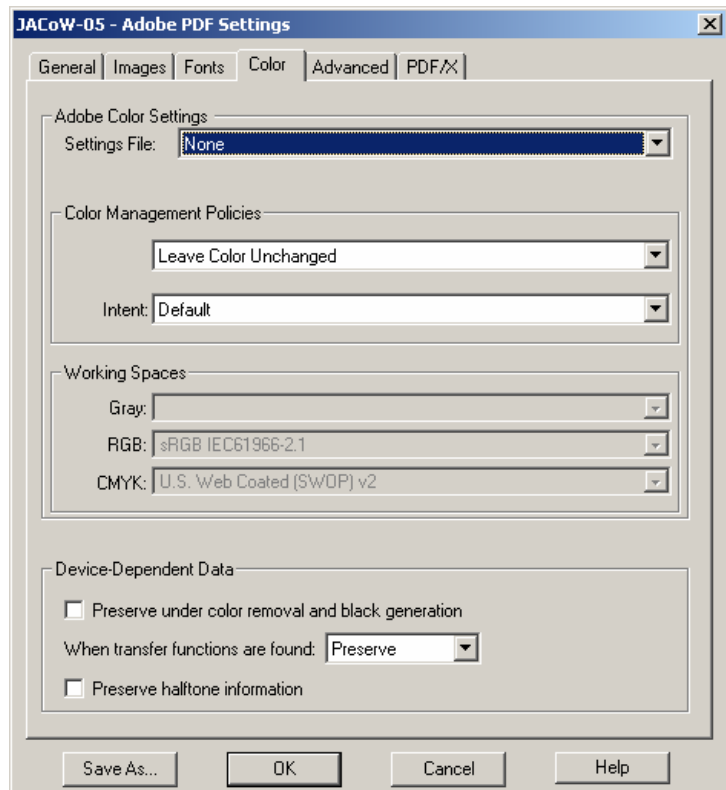 JACoW-05 - Adobe PDF Settings
General Images Fonts Color Advanced PDF/X
Adobe Color Settings
Settings File: None
Color Management Policies
Leave Color Unchanged
Intent: Default
Working Spaces
Gray:
RGB: sRGB IEC61966-2.1
CMYK: U.S. Web Coated (SWOP) v2
Device-Dependent Data
Preserve under color removal and black generation
When transfer functions are found: Preserve
Preserve halftone information
Save As... OK Cancel Help